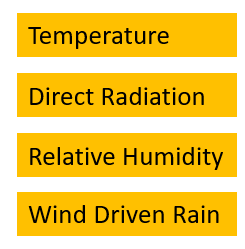 Temperature
Direct Radiation
Relative Humidity
Wind Driven Rain